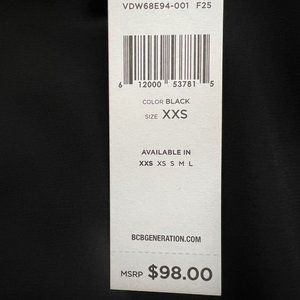 VDW68E94-001 F25
6 12000 53781 5
COLOR BLACK
SIZE XXS
AVAILABLE IN
XXS XS S M L
BCBGENERATION.COM
MSRP $98.00